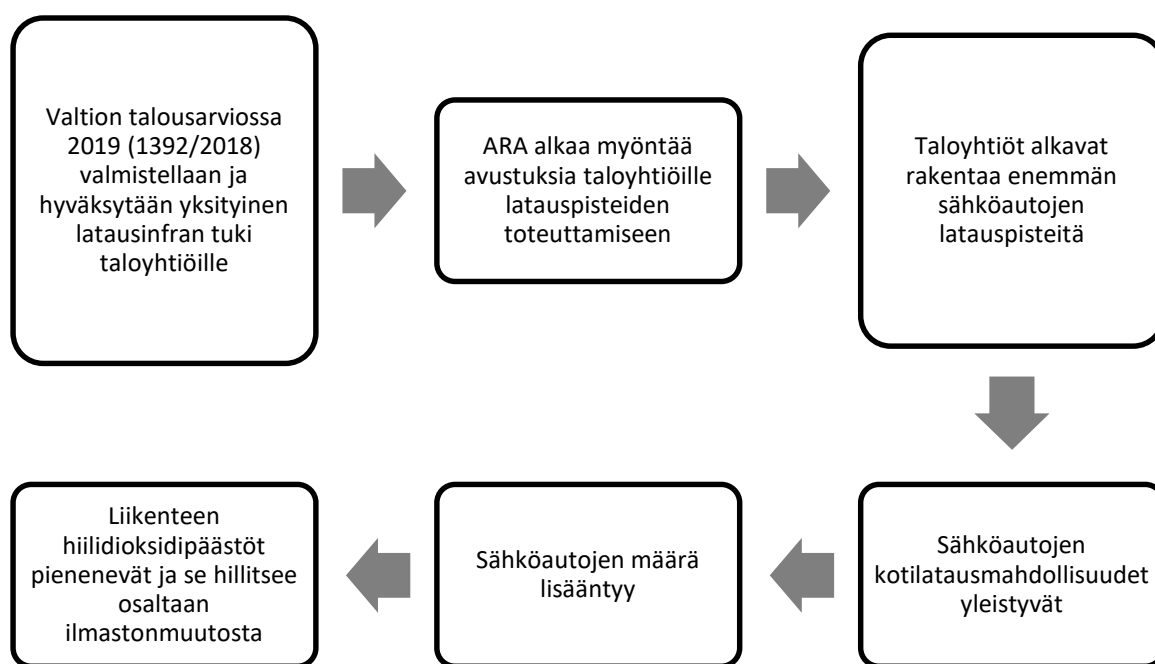 Valtion talousarviossa
2019 (1392/2018)
valmistellaan ja
hyväksytään yksityinen
latausinfran tuki
taloyhtiöille
ARA alkaa myöntää
avustuksia taloyhtiöille
latauspisteiden
toteuttamiseen
Taloyhtiöt alkavat
rakentaa enemmän
sähköautojen
latauspisteitä
Sähköautojen
kotilatausmahdollisuudet
yleistyvät
Sähköautojen määrä
lisääntyy
Liikenteen
hiilidioksidipäästöt
pienenevät ja se hillitsee
osaltaan
ilmastonmuutosta